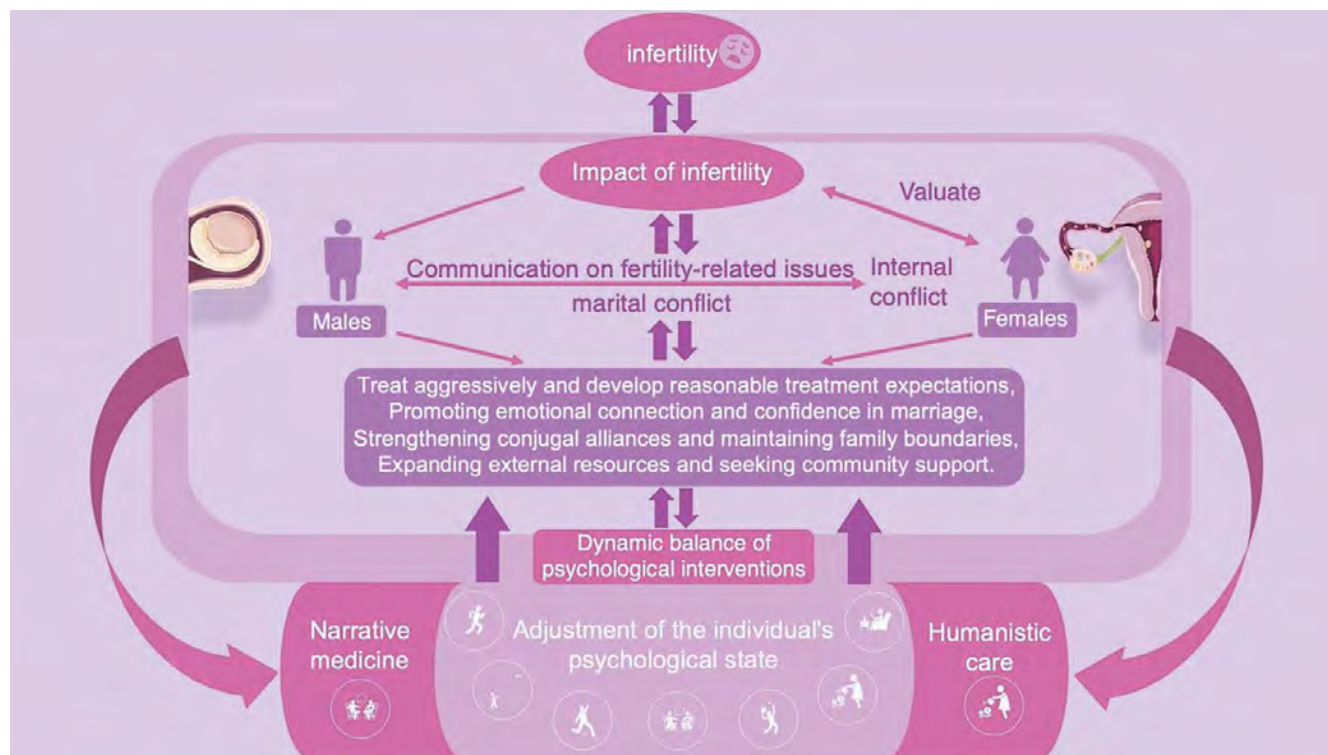 infertility
Impact of infertility
Valuate
Communication on fertility-related issues
marital conflict
Internal
conflict
Males
Females
Treat aggressively and develop reasonable treatment expectations,
Promoting emotional connection and confidence in marriage,
Strengthening conjugal alliances and maintaining family boundaries,
Expanding external resources and seeking community support.
Dynamic balance of
psychological interventions
Narrative
medicine
Adjustment of the individual's
psychological state
Humanistic
care